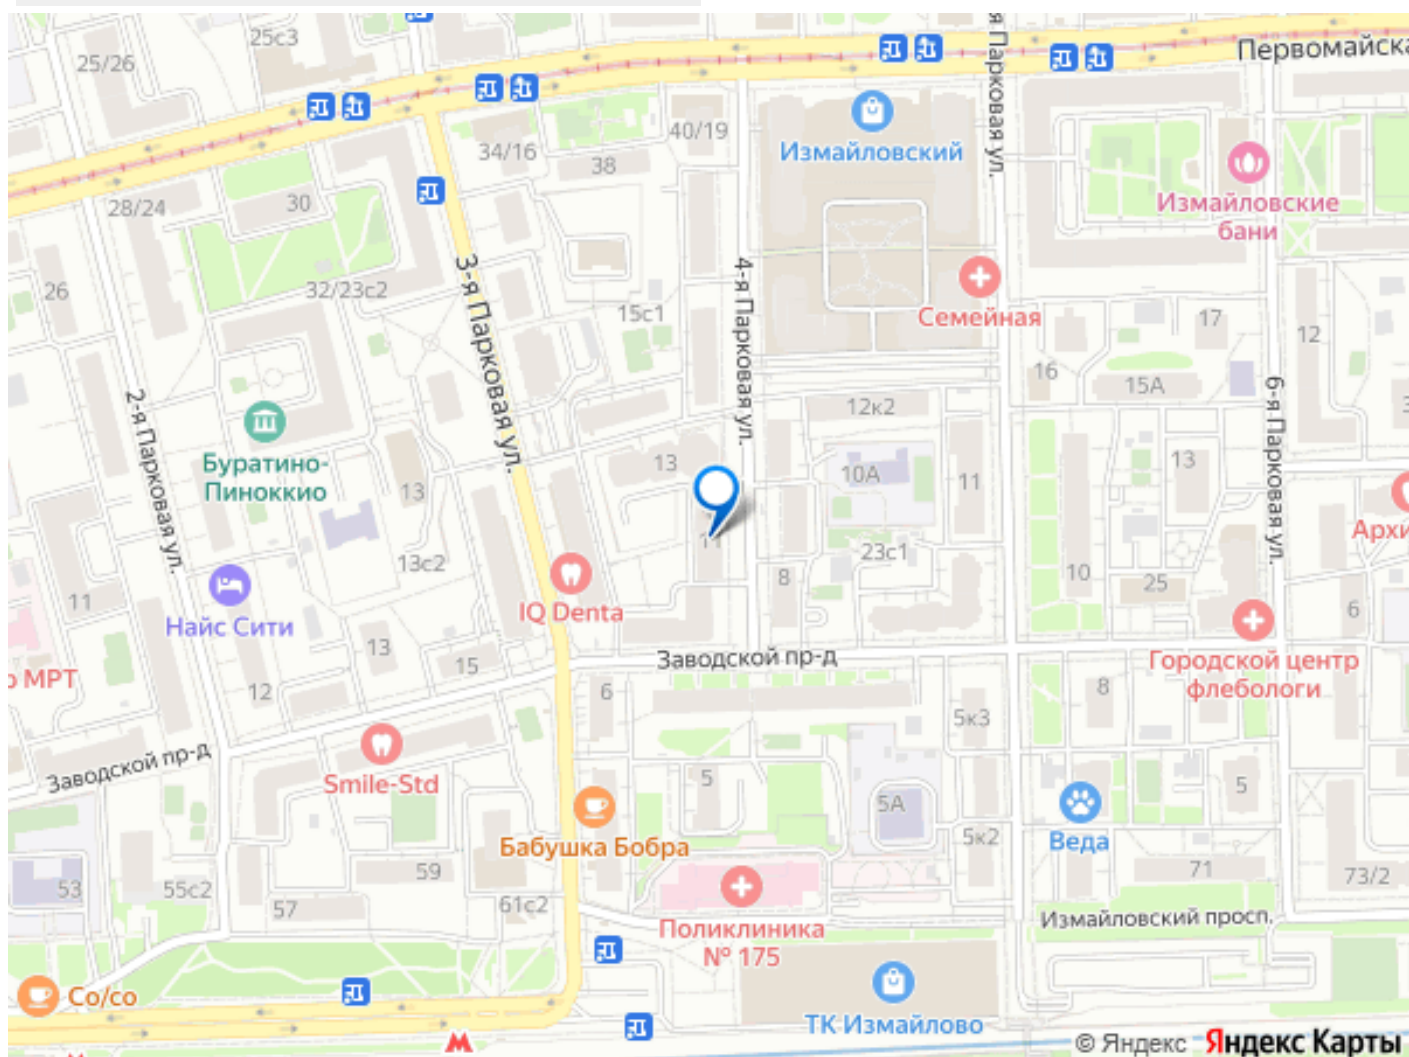 25с3
25/26
Первомайска
я Парковая ул.
40/19
34/16
38
Измайловский
Измайловские
бани
28/24
30
26
32/23с2
3-я Парковая ул.
15с1
4-я Парковая ул.
Семейная
17
12
16
15А
2-я Парковая ул.
12к2
6-я Парковая ул.
3
Буратино-
Пиноккио
13
13
10А
11
13
Архи
11
13с2
23с1
8
10
25
11
IQ Denta
6
Найс Сити
13
15
Заводской пр-д
Городской центр
флебологи
о МРТ
12
6
8
5к3
Заводской пр-д
Smile-Std
5
5А
5
Бабушка Бобра
5к2
Веда
59
71
73/2
53
55с2
57
61с2
Поликлиника
№ 175
Измайловский просп.
Co/co
ТК Измайлово
© Яндекс Яндекс Карты